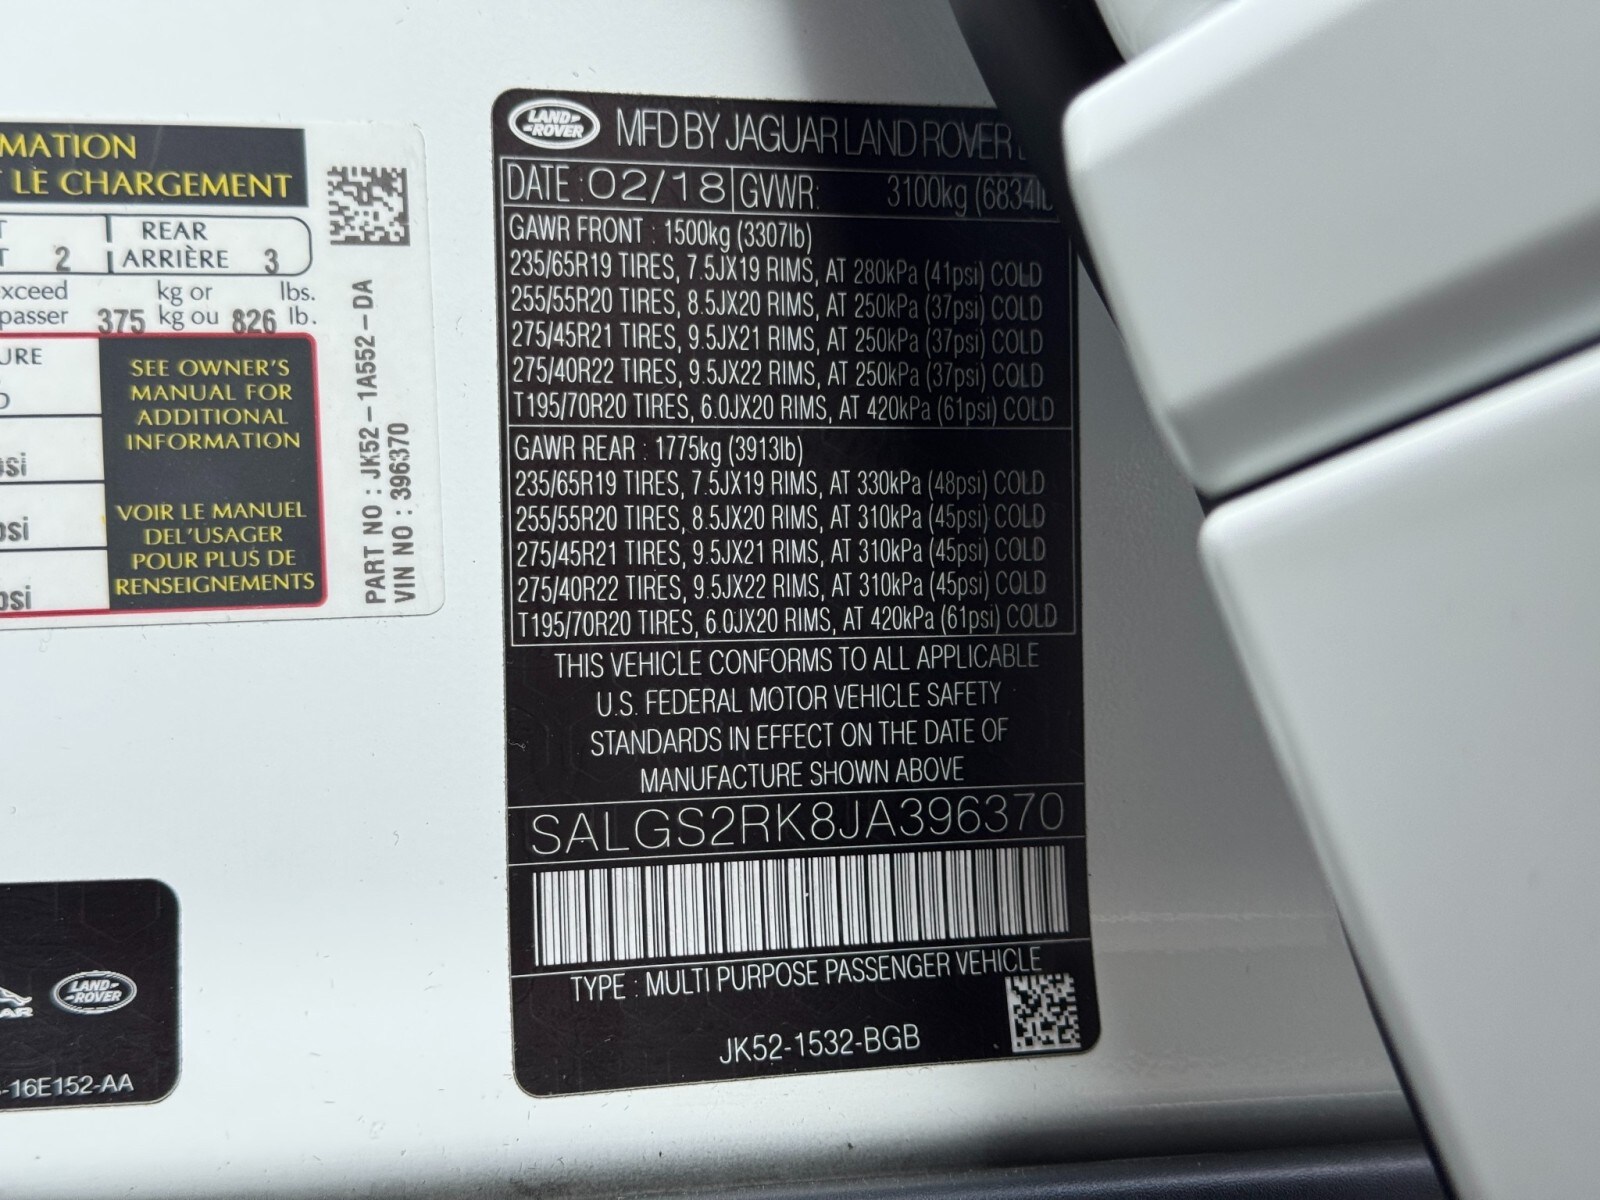 MATION
LE CHARGEMENT
2
REAR
ARRIÈRE 3
xceed kg or lbs.
passer 375 kg ou 826 lb.
URE
SEE OWNER'S
MANUAL FOR
ADDITIONAL
INFORMATION
psi
VOIR LE MANUEL
DEL'USAGER
POUR PLUS DE
RENSEIGNEMENTS
psi
psi
PART NO : JK52-1A552-DA
VIN NO : 396370
LAND-
-ROVER
MFD BY JAGUAR LAND ROVER
DATE : 02/18 GVWR: 3100kg (6834lb
GAWR FRONT : 1500kg (3307lb)
235/65R19 TIRES, 7.5JX19 RIMS, AT 280kPa (41psi) COLD
255/55R20 TIRES, 8.5JX20 RIMS, AT 250kPa (37psi) COLD
275/45R21 TIRES, 9.5JX21 RIMS, AT 250kPa (37psi) COLD
275/40R22 TIRES, 9.5JX22 RIMS, AT 250kPa (37psi) COLD
T195/70R20 TIRES, 6.0JX20 RIMS, AT 420kPa (61psi) COLD
GAWR REAR : 1775kg (3913lb)
235/65R19 TIRES, 7.5JX19 RIMS, AT 330kPa (48psi) COLD
255/55R20 TIRES, 8.5JX20 RIMS, AT 310kPa (45psi) COLD
275/45R21 TIRES, 9.5JX21 RIMS, AT 310kPa (45psi) COLD
275/40R22 TIRES, 9.5JX22 RIMS, AT 310kPa (45psi) COLD
T195/70R20 TIRES, 6.0JX20 RIMS, AT 420kPa (61psi) COLD
THIS VEHICLE CONFORMS TO ALL APPLICABLE
U.S. FEDERAL MOTOR VEHICLE SAFETY
STANDARDS IN EFFECT ON THE DATE OF
MANUFACTURE SHOWN ABOVE
SALGS2RK8JA396370
TYPE : MULTI PURPOSE PASSENGER VEHICLE
JK52-1532-BGB
AR
LAND-
-ROVER
-16E152-AA